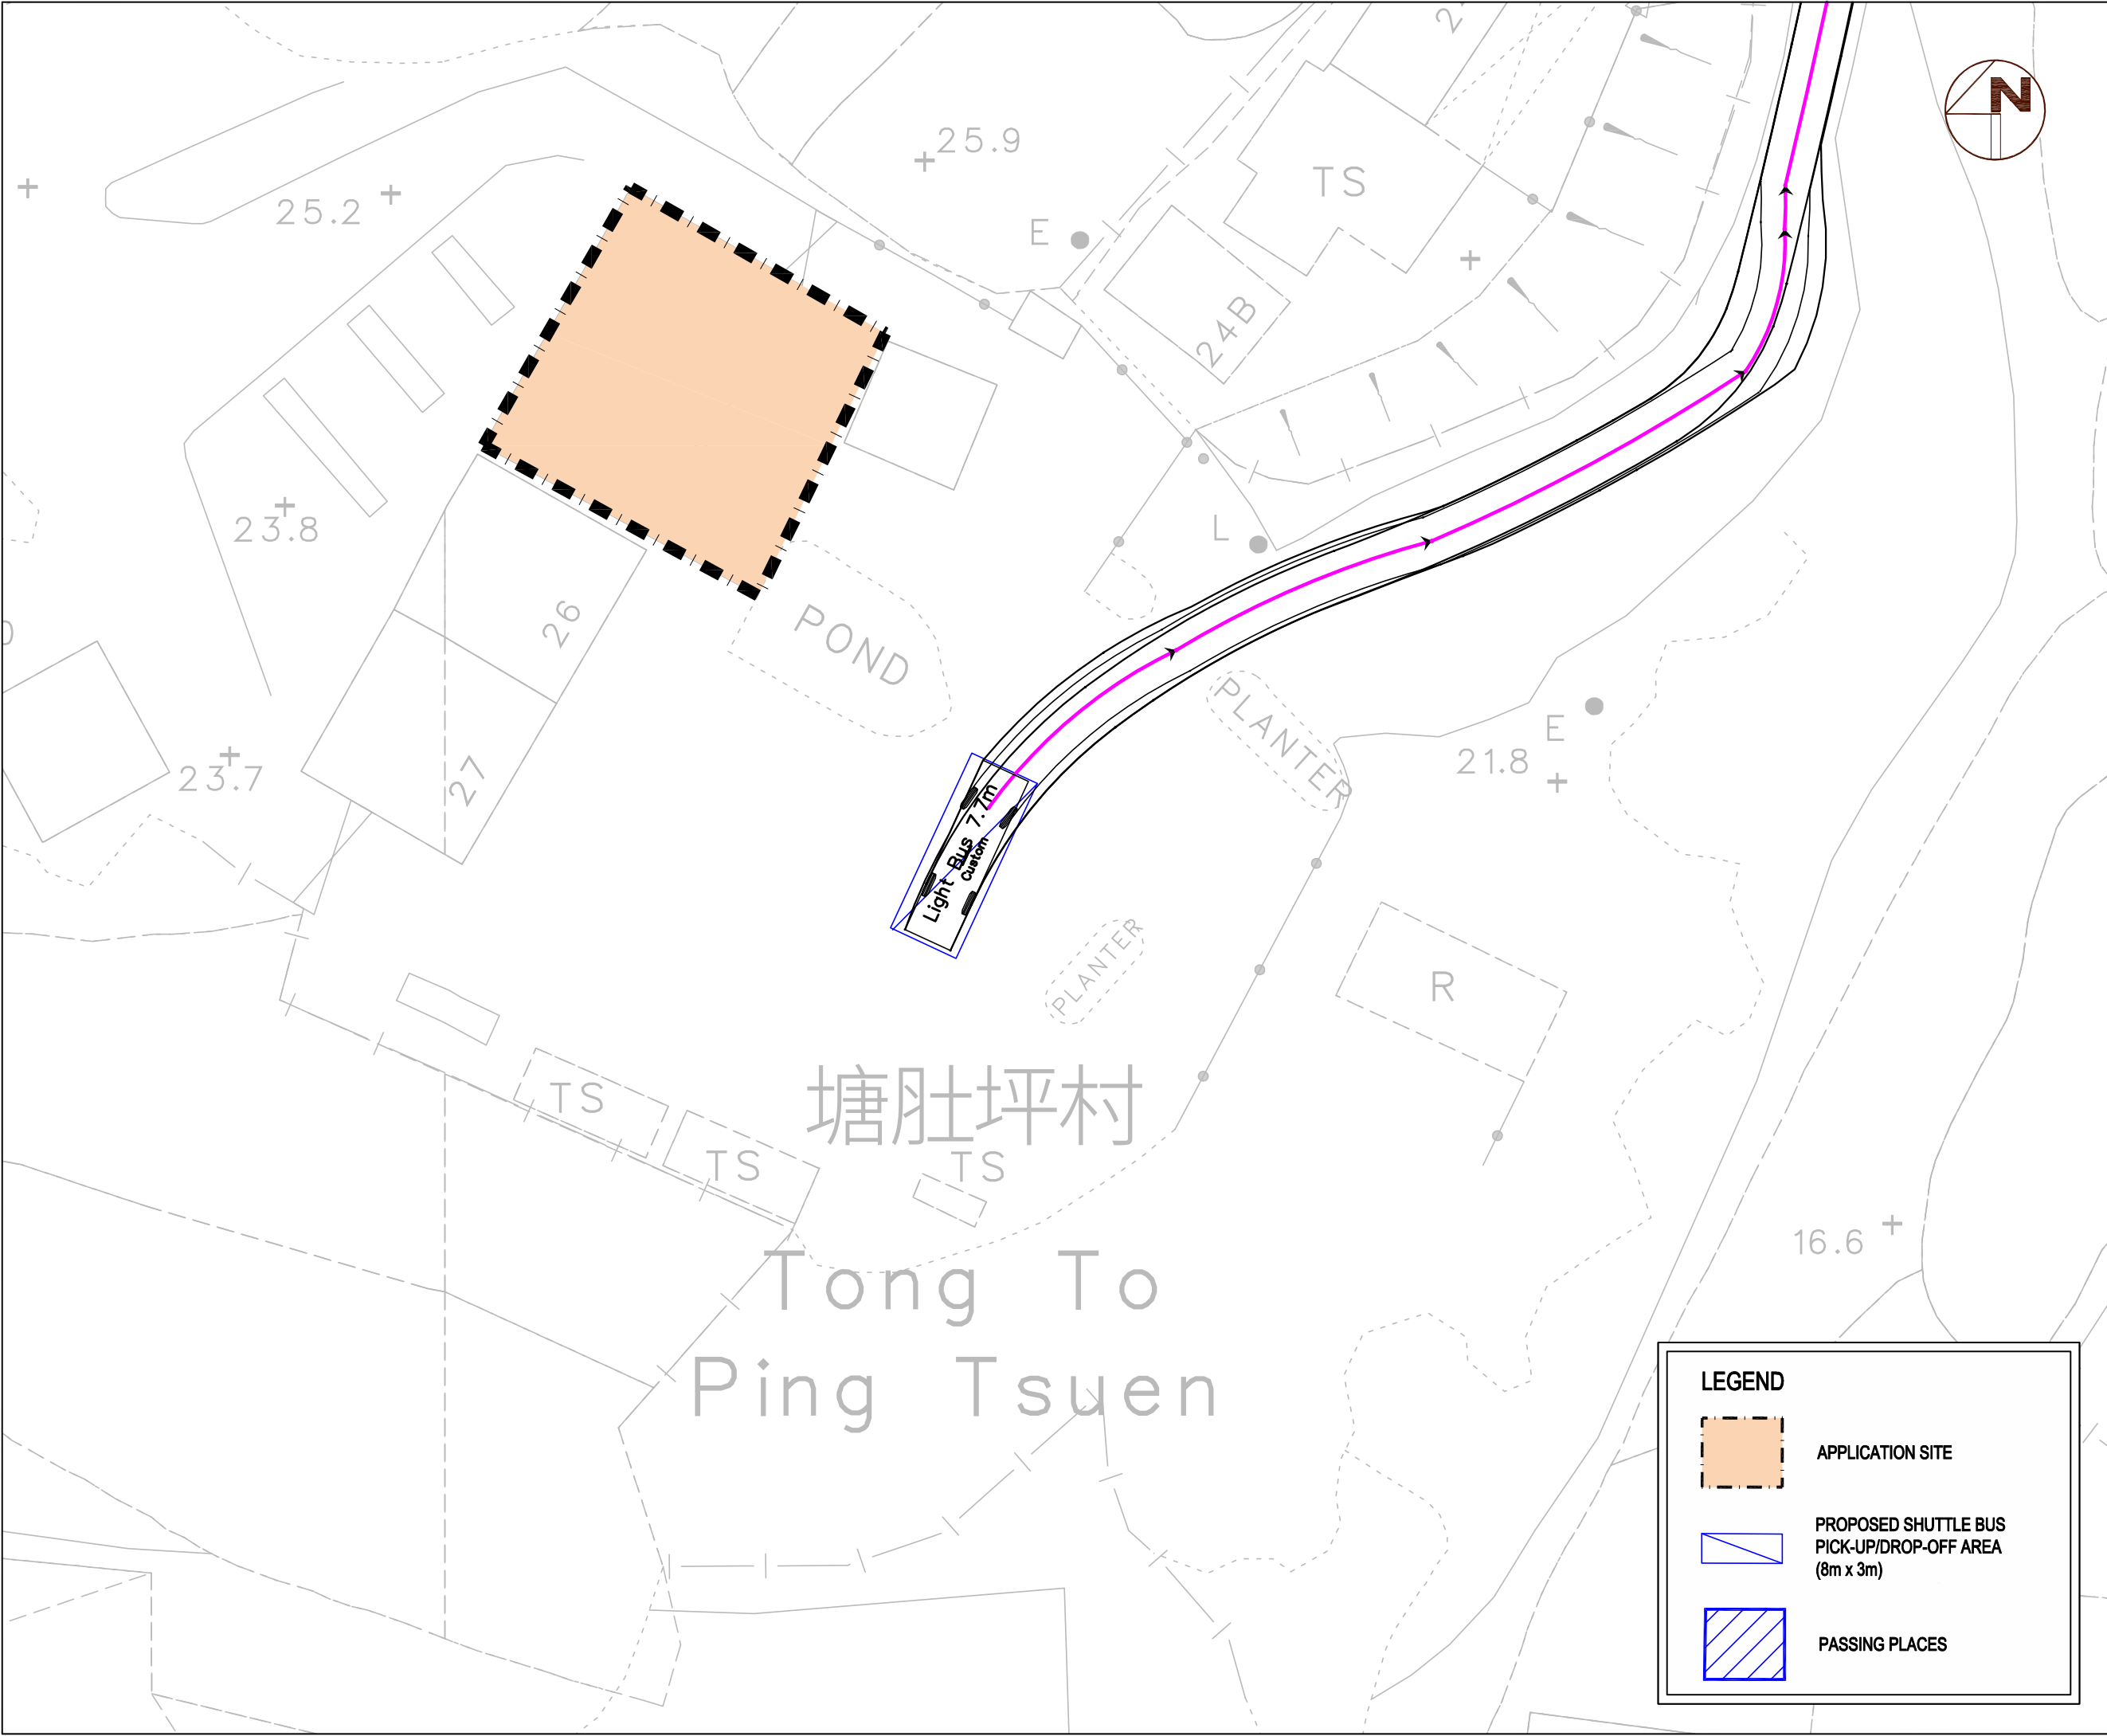 N
25.9
25.2
TS
E
24B
23.8
L
26
POND
PLANTER
E
21.8
23.7
27
Light Bus 7.7m
Custom
PLANTER
R
塘肚坪村
TS
TS
TS
16.6
Tong To
Ping Tsuen
LEGEND
APPLICATION SITE
PROPOSED SHUTTLE BUS
PICK-UP/DROP-OFF AREA
(8m x 3m)
PASSING PLACES